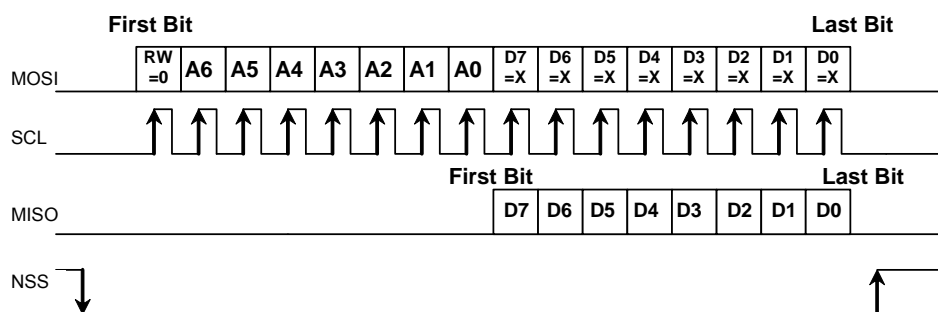 First Bit Last Bit
MOSI RW =0 A6 A5 A4 A3 A2 A1 A0 D7 =X D6 =X D5 =X D4 =X D3 =X D2 =X D1 =X D0 =X
SCL
First Bit Last Bit
MISO D7 D6 D5 D4 D3 D2 D1 D0
NSS